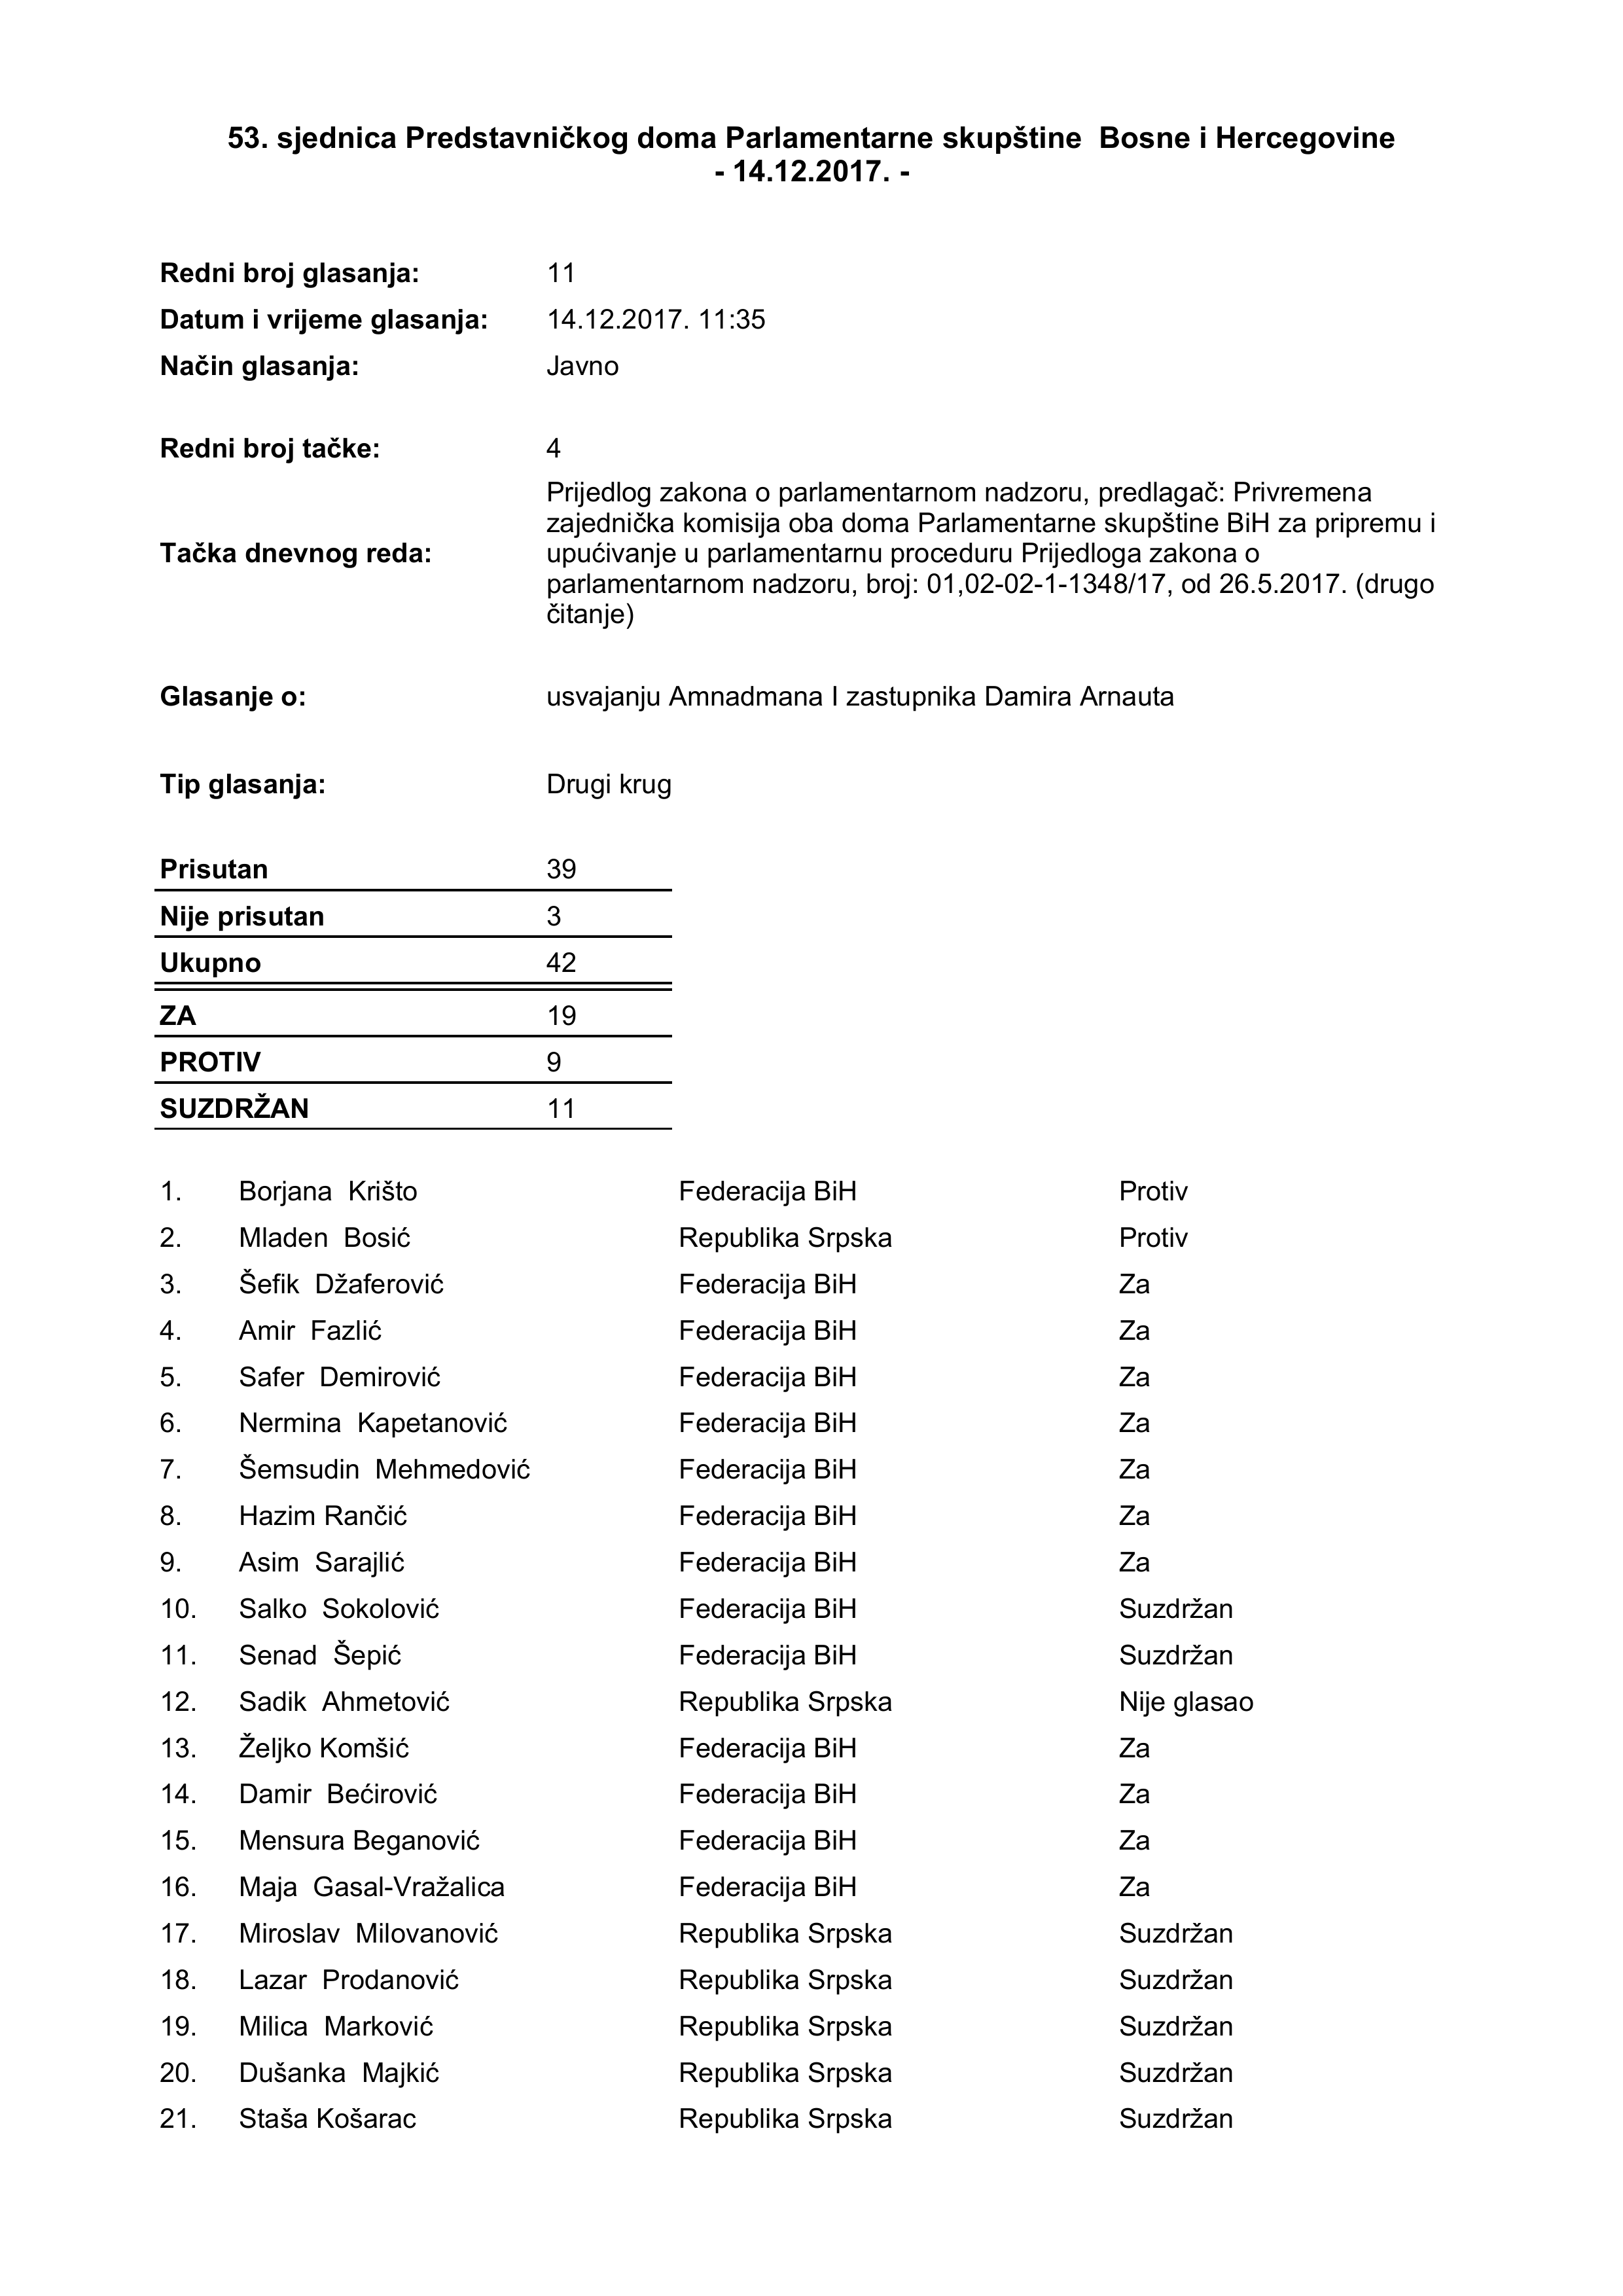 53. sjednica Predstavničkog doma Parlamentarne skupštine  Bosne i Hercegovine
- 14.12.2017. -
Redni broj glasanja: 11
Datum i vrijeme glasanja: 14.12.2017. 11:35
Način glasanja: Javno
Redni broj tačke: 4
Tačka dnevnog reda: Prijedlog zakona o parlamentarnom nadzoru, predlagač: Privremena
zajednička komisija oba doma Parlamentarne skupštine BiH za pripremu i
upućivanje u parlamentarnu proceduru Prijedloga zakona o
parlamentarnom nadzoru, broj: 01,02-02-1-1348/17, od 26.5.2017. (drugo
čitanje)
Glasanje o: usvajanju Amnadmana I zastupnika Damira Arnauta
Tip glasanja: Drugi krug
Prisutan 39
Nije prisutan 3
Ukupno 42
ZA 19
PROTIV 9
SUZDRŽAN 11
1. Borjana  Krišto Federacija BiH Protiv
2. Mladen  Bosić Republika Srpska Protiv
3. Šefik  Džaferović Federacija BiH Za
4. Amir  Fazlić Federacija BiH Za
5. Safer  Demirović Federacija BiH Za
6. Nermina  Kapetanović Federacija BiH Za
7. Šemsudin  Mehmedović Federacija BiH Za
8. Hazim Rančić Federacija BiH Za
9. Asim  Sarajlić Federacija BiH Za
10. Salko  Sokolović Federacija BiH Suzdržan
11. Senad  Šepić Federacija BiH Suzdržan
12. Sadik  Ahmetović Republika Srpska Nije glasao
13. Željko Komšić Federacija BiH Za
14. Damir  Bećirović Federacija BiH Za
15. Mensura Beganović Federacija BiH Za
16. Maja  Gasal-Vražalica Federacija BiH Za
17. Miroslav  Milovanović Republika Srpska Suzdržan
18. Lazar  Prodanović Republika Srpska Suzdržan
19. Milica  Marković Republika Srpska Suzdržan
20. Dušanka  Majkić Republika Srpska Suzdržan
21. Staša Košarac Republika Srpska Suzdržan